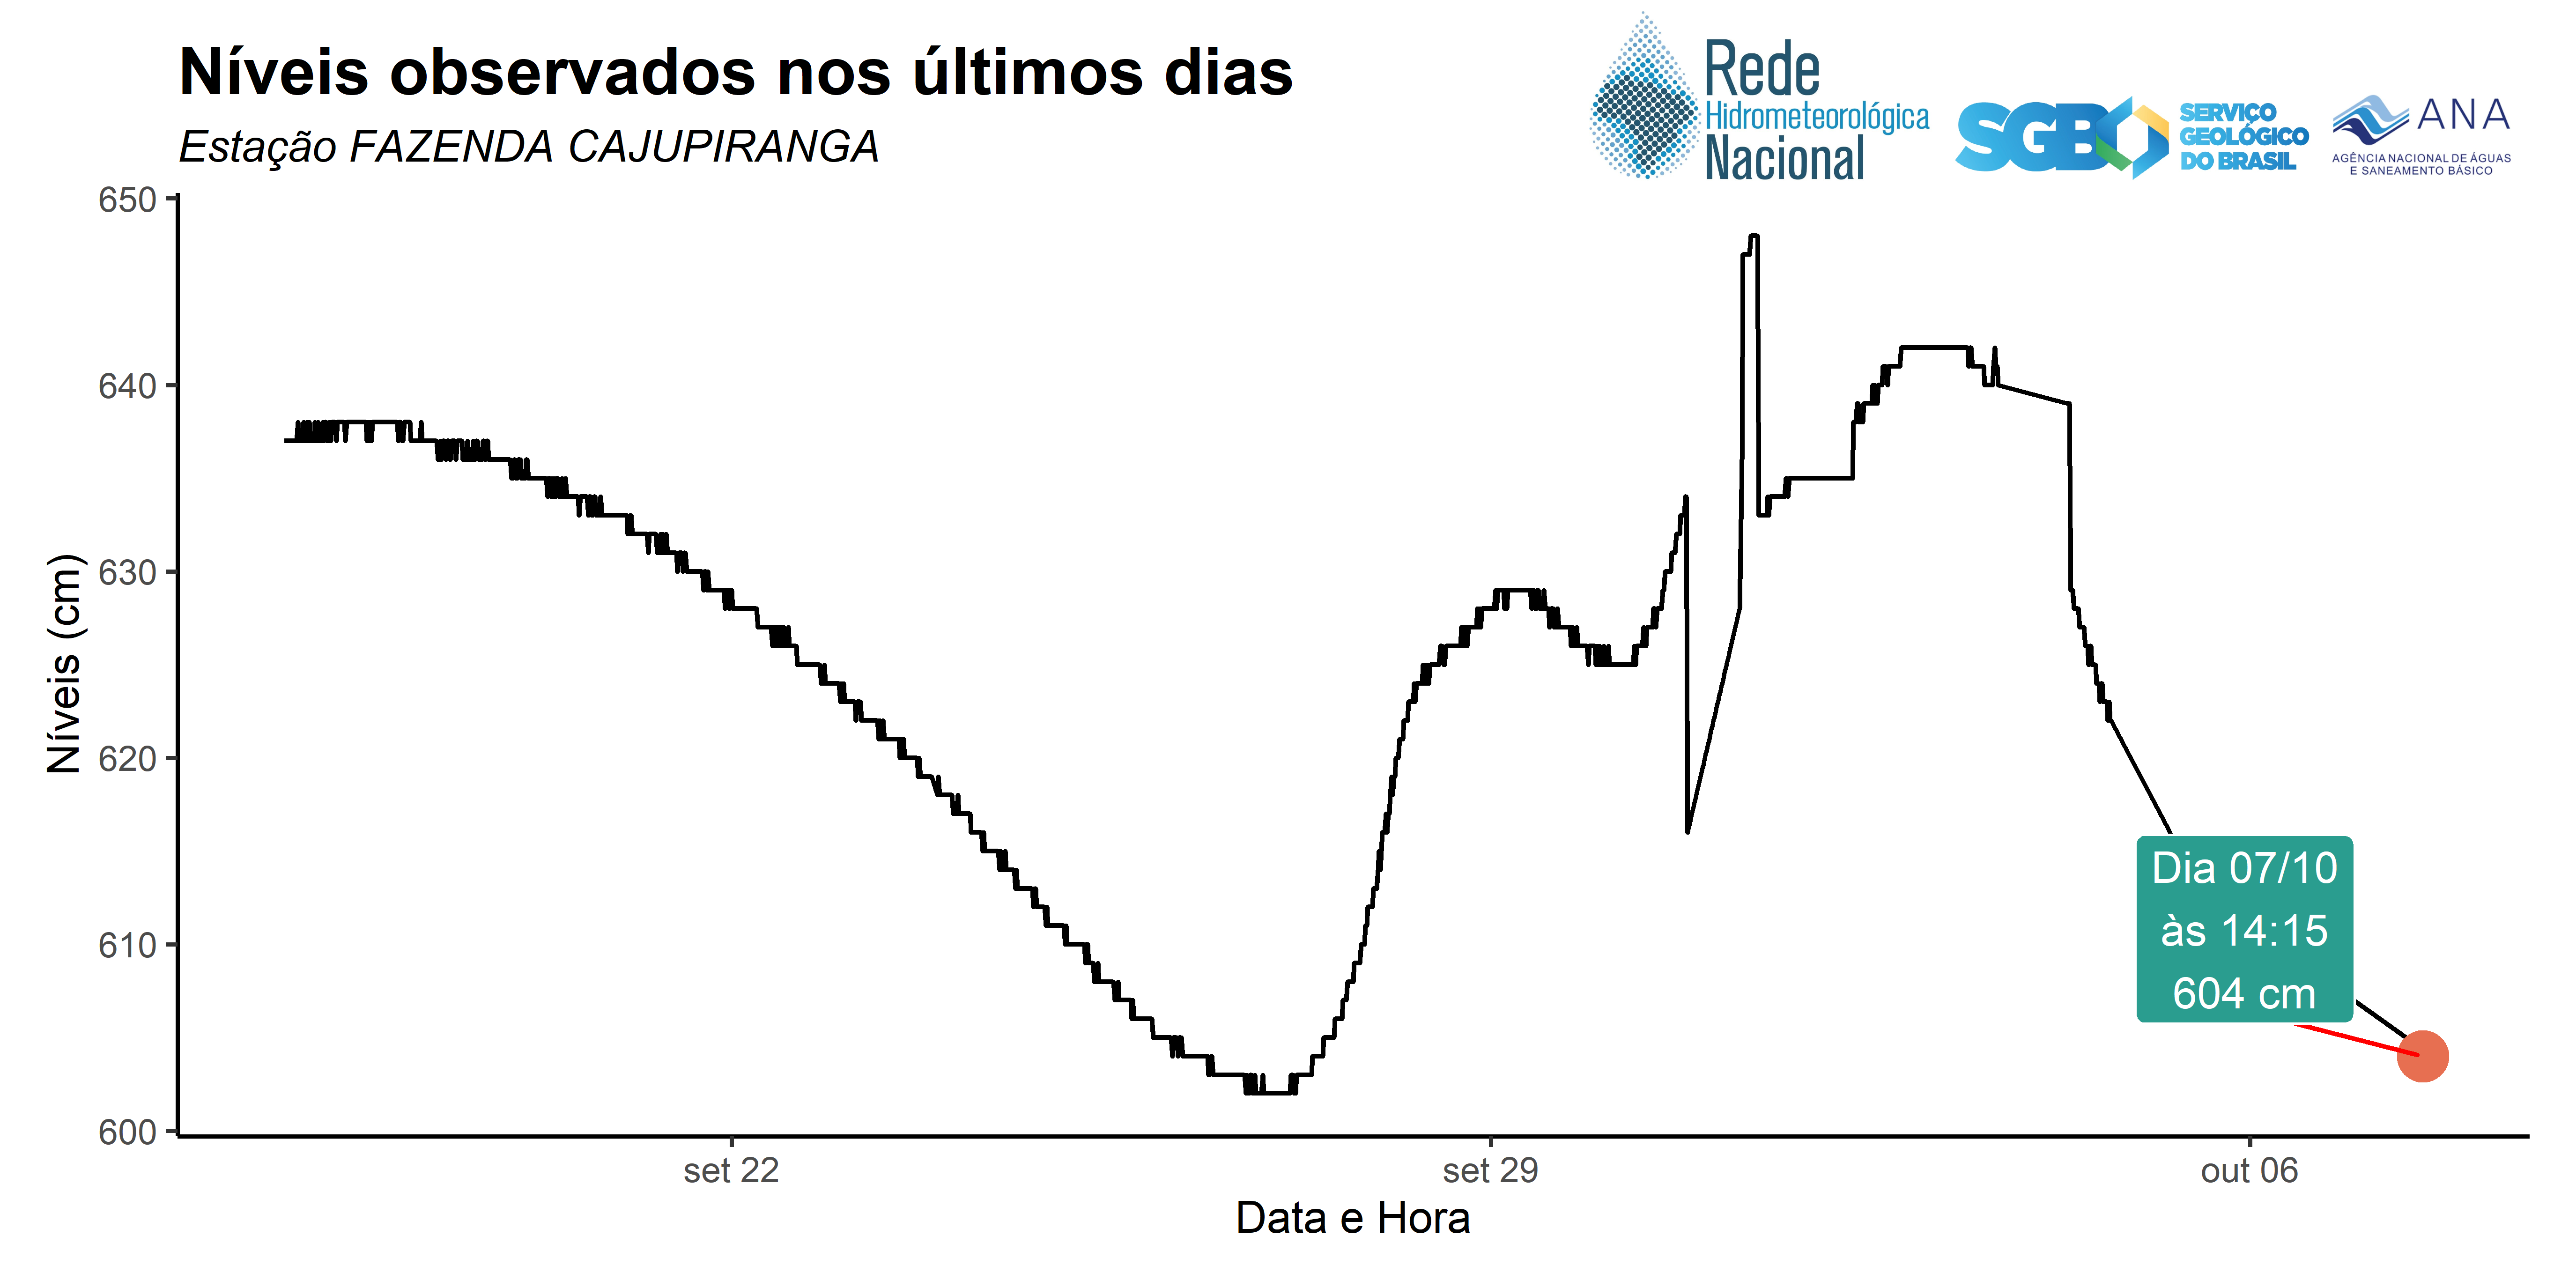 Níveis observados nos últimos dias
Estação FAZENDA CAJUPIRANGA
Rede
Hidrometeorológica
Nacional
SGB
SERVIÇO
GEOLÓGICO
DO BRASIL
ANA
AGÊNCIA NACIONAL DE ÁGUAS
E SANEAMENTO BÁSICO
Níveis (cm)
650
640
630
620
610
600
Dia 07/10
às 14:15
604 cm
set 22
set 29
out 06
Data e Hora